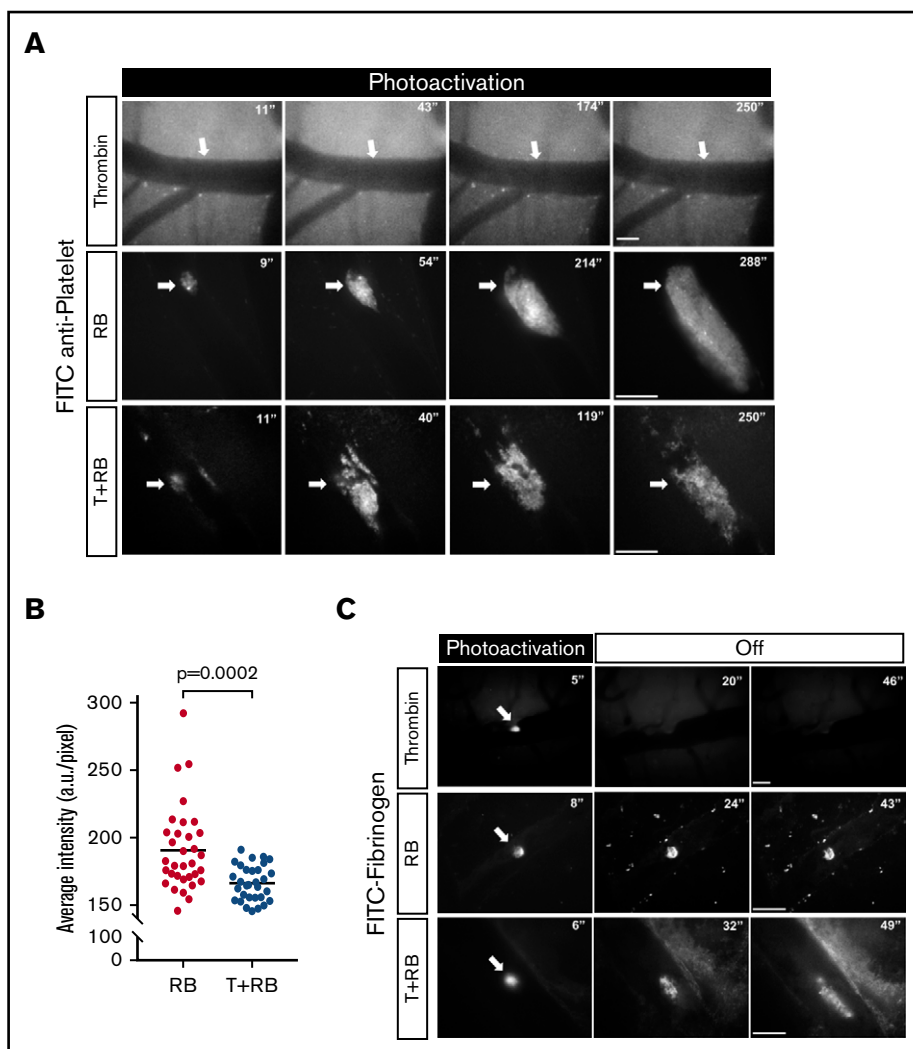 A
Photoactivation
FITC anti-Platelet
Thrombin
11” 43” 174” 250”
RB
9” 54” 214” 288”
T+RB
11” 40” 119” 250”
B
p=0.0002
Average intensity (a.u./pixel)
300
250
200
150
100
0
RB T+RB
C
Photoactivation Off
FITC-Fibrinogen
Thrombin
5” 20” 46”
RB
8” 24” 43”
T+RB
6” 32” 49”